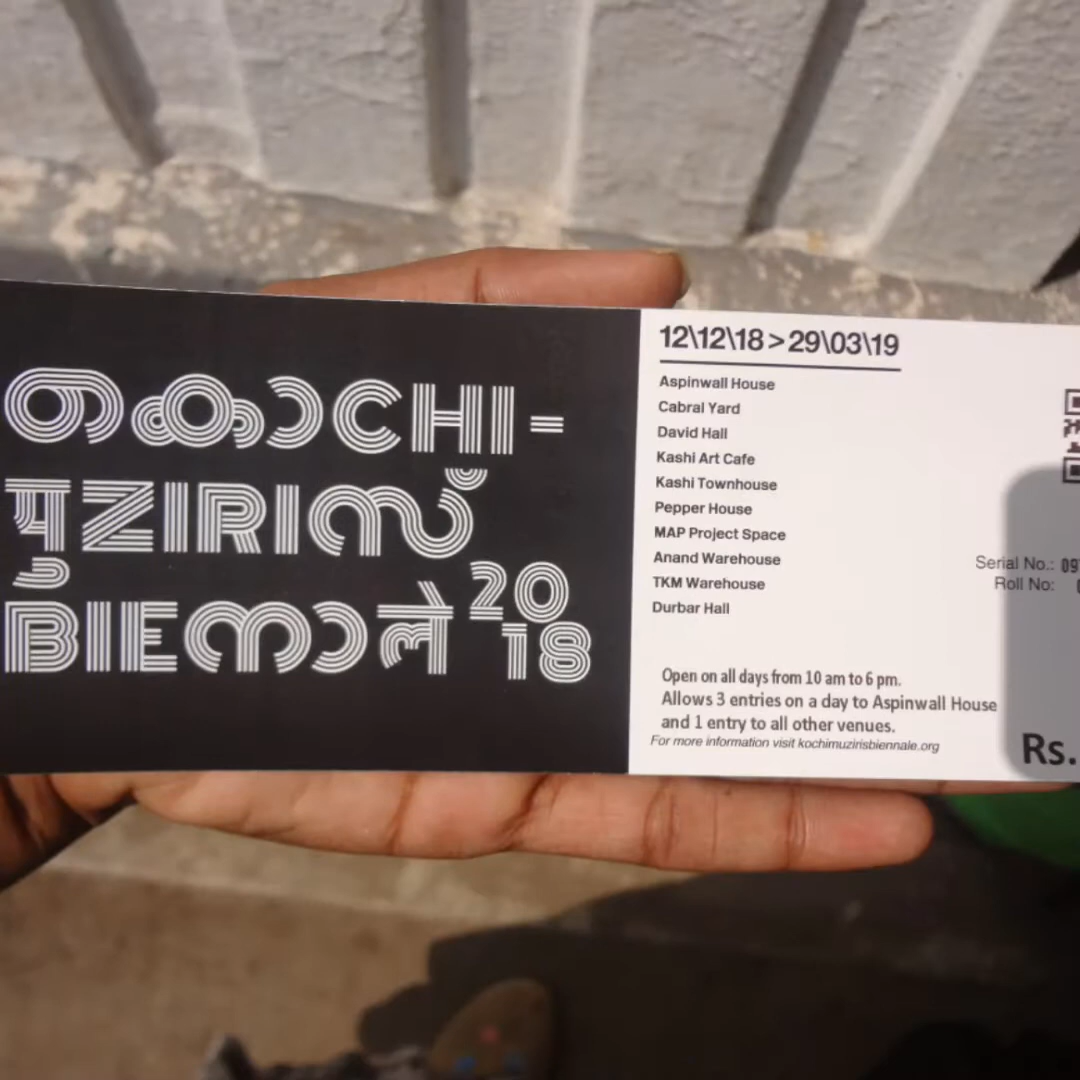 കൊCHI-
मुZIRIസ്
BIEനാले 2018
12\12\18 > 29\03\19
Aspinwall House
Cabral Yard
David Hall
Kashi Art Cafe
Kashi Townhouse
Pepper House
MAP Project Space
Anand Warehouse
TKM Warehouse
Durbar Hall
Serial No.:
Roll No:
Open on all days from 10 am to 6 pm.
Allows 3 entries on a day to Aspinwall House
and 1 entry to all other venues.
For more information visit kochimuzirisbiennale.org
Rs.